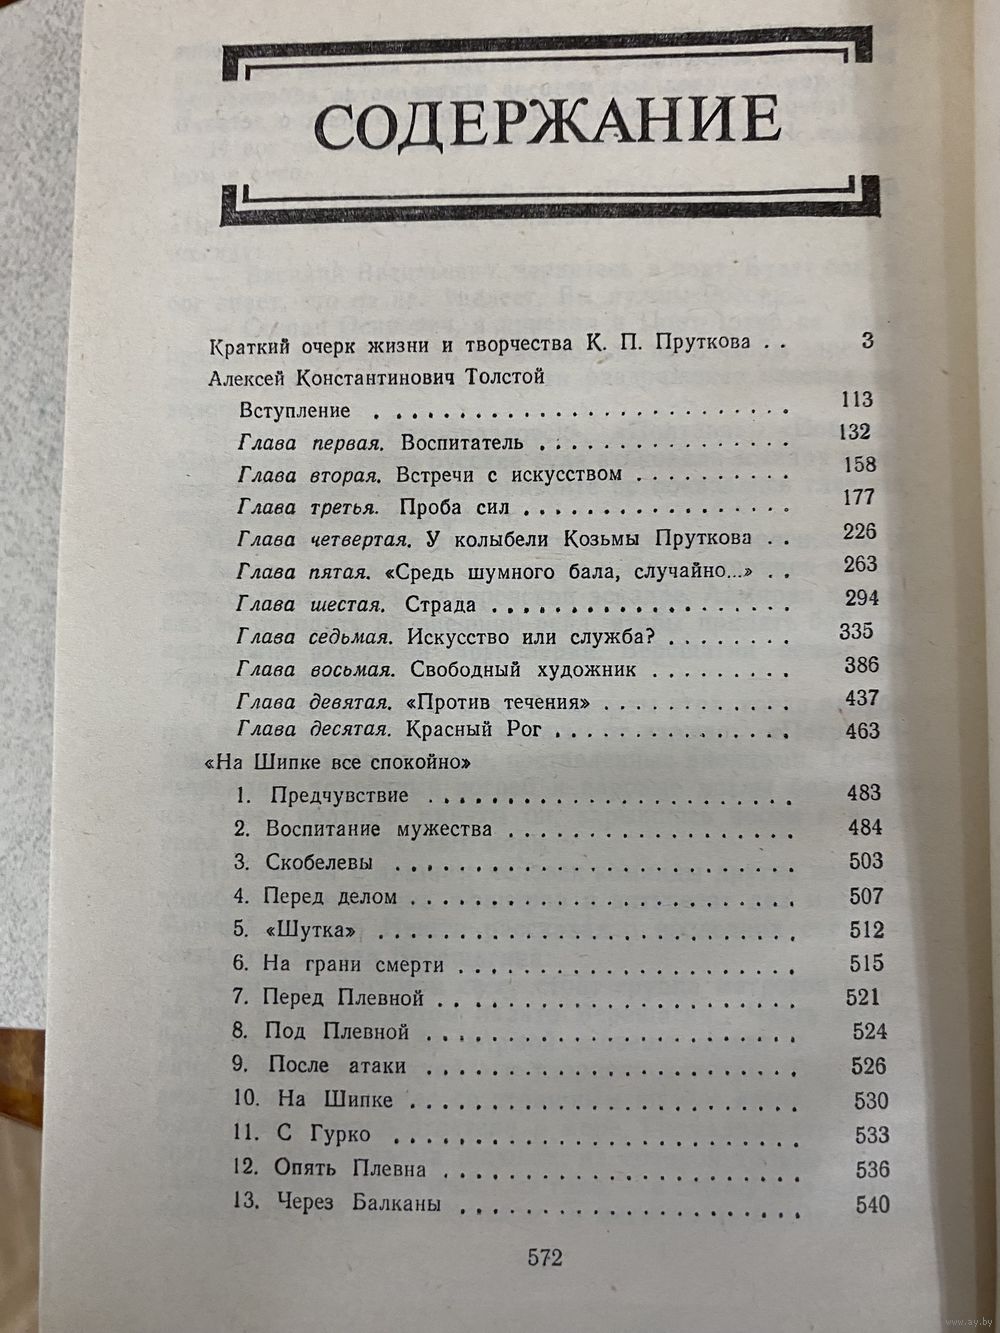 СОДЕРЖАНИЕ
Краткий очерк жизни и творчества К. П. Пруткова . . 3
Алексей Константинович Толстой
Вступление . . . . . . . . . . . . . . . . . . . . . 113
Глава первая. Воспитатель . . . . . . . . . . . . . 132
Глава вторая. Встречи с искусством . . . . . . . . 158
Глава третья. Проба сил . . . . . . . . . . . . . . 177
Глава четвертая. У колыбели Козьмы Пруткова . . 226
Глава пятая. «Средь шумного бала, случайно...» . . 263
Глава шестая. Страда . . . . . . . . . . . . . . . 294
Глава седьмая. Искусство или служба? . . . . . . . 335
Глава восьмая. Свободный художник . . . . . . . 386
Глава девятая. «Против течения» . . . . . . . . . . 437
Глава десятая. Красный Рог . . . . . . . . . . . . 463
«На Шипке все спокойно»
1. Предчувствие . . . . . . . . . . . . . . . . . . . 483
2. Воспитание мужества . . . . . . . . . . . . . . . 484
3. Скобелевы . . . . . . . . . . . . . . . . . . . . 503
4. Перед делом . . . . . . . . . . . . . . . . . . . . 507
5. «Шутка» . . . . . . . . . . . . . . . . . . . . . 512
6. На грани смерти . . . . . . . . . . . . . . . . . 515
7. Перед Плевной . . . . . . . . . . . . . . . . . . 521
8. Под Плевной . . . . . . . . . . . . . . . . . . . 524
9. После атаки . . . . . . . . . . . . . . . . . . . 526
10. На Шипке . . . . . . . . . . . . . . . . . . . . 530
11. С Гурко . . . . . . . . . . . . . . . . . . . . . 533
12. Опять Плевна . . . . . . . . . . . . . . . . . . 536
13. Через Балканы . . . . . . . . . . . . . . . . . . 540
572
www.ay.by